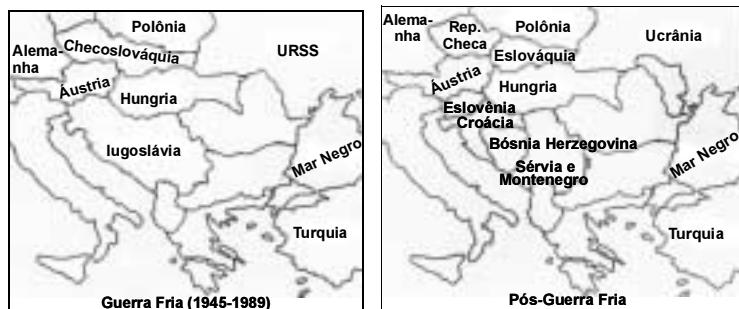 Polônia
Alema-
nha
Checoslováquia
URSS
Áustria
Hungria
Iugoslávia
Mar Negro
Turquia
Guerra Fria (1945-1989)
Alema-
nha
Rep.
Checa
Polônia
Ucrânia
Eslováquia
Áustria
Hungria
Eslovênia
Croácia
Bósnia Herzegovina
Sérvia e
Montenegro
Mar Negro
Turquia
Pós-Guerra Fria